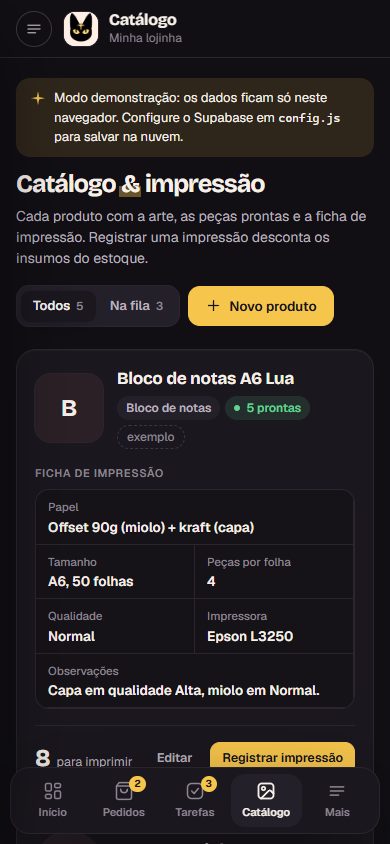 Catálogo
Minha lojinha
Modo demonstração: os dados ficam só neste
navegador. Configure o Supabase em config.js
para salvar na nuvem.
Catálogo & impressão
Cada produto com a arte, as peças prontas e a ficha de
impressão. Registrar uma impressão desconta os
insumos do estoque.
Todos 5
Na fila 3
+ Novo produto
B
Bloco de notas A6 Lua
Bloco de notas
5 prontas
exemplo
FICHA DE IMPRESSÃO
Papel
Offset 90g (miolo) + kraft (capa)
Tamanho
A6, 50 folhas
Peças por folha
4
Qualidade
Normal
Impressora
Epson L3250
Observações
Capa em qualidade Alta, miolo em Normal.
8 para imprimir
Editar
Registrar impressão
Início
2
Pedidos
3
Tarefas
Catálogo
Mais